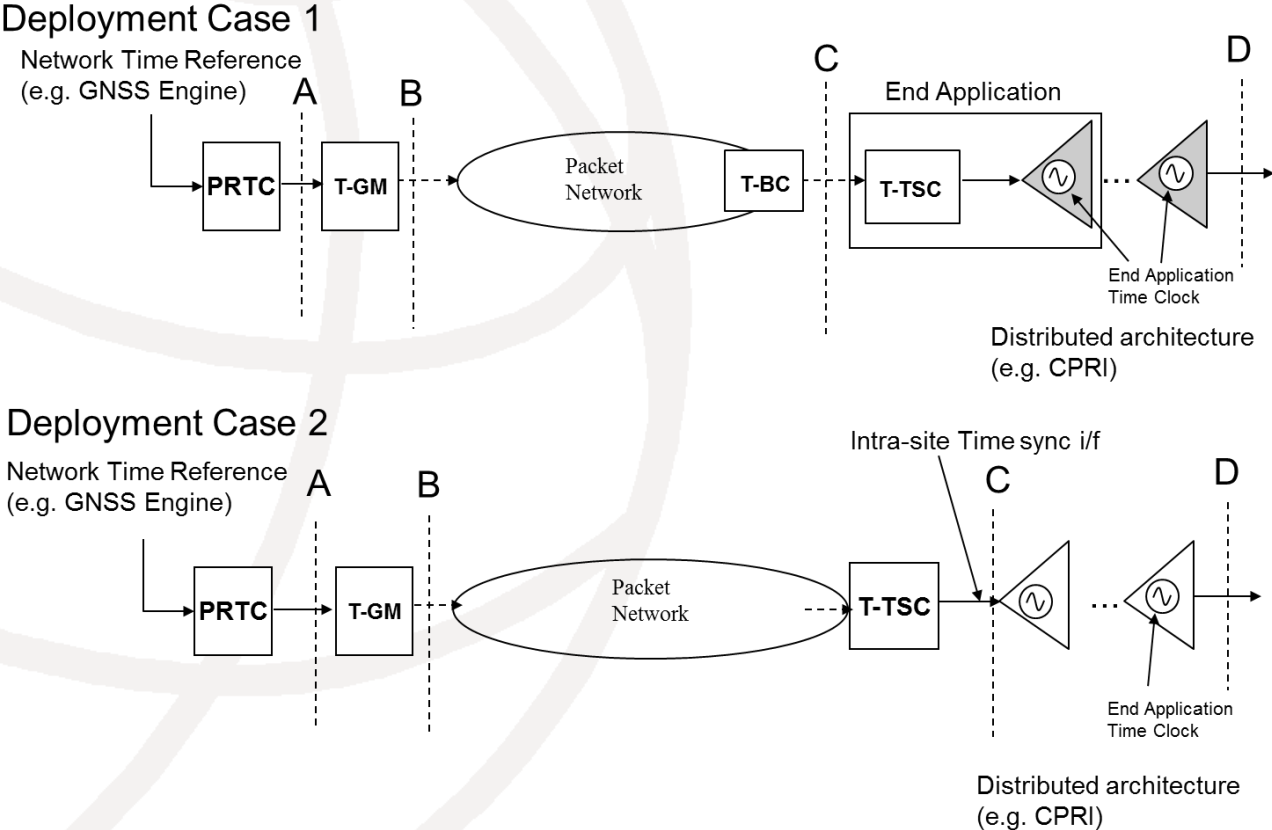 Deployment Case 1
Network Time Reference
(e.g. GNSS Engine)
A
B
C
D
End Application
PRTC
T-GM
Packet
Network
T-BC
T-TSC
...
End Application
Time Clock
Distributed architecture
(e.g. CPRI)
Deployment Case 2
Intra-site Time sync i/f
Network Time Reference
(e.g. GNSS Engine)
A
B
C
D
PRTC
T-GM
Packet
Network
T-TSC
...
End Application
Time Clock
Distributed architecture
(e.g. CPRI)